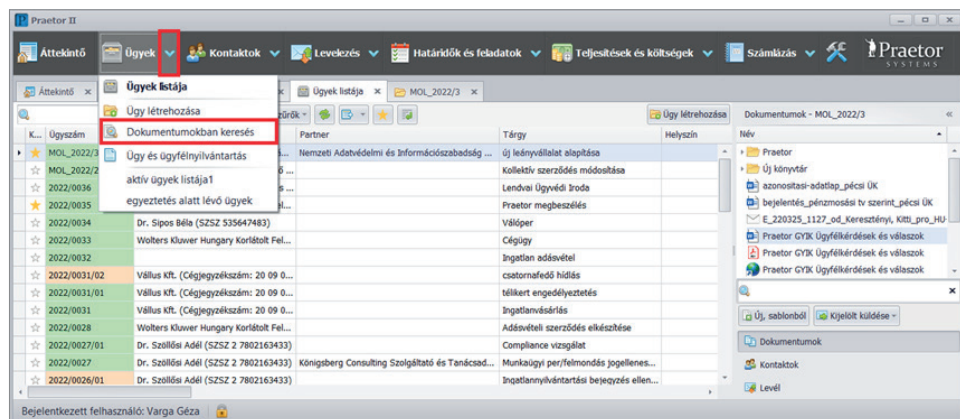 Praetor II
Áttekintő Ügyek Kontaktok Levelezés Határidők és feladatok Teljesítések és költségek Számlázás Praetor
SYSTEMS
Áttekintő Ügyek listája MOL_2022/3
Ügyek listája
Ügy létrehozása
Dokumentumokban keresés
Ügy és ügyfélnyilvántartás
aktív ügyek listája1
egyeztetés alatt lévő ügyek
Ügy létrehozása Dokumentumok - MOL_2022/3
K... Ügyszám Partner Tárgy Helyszín Név
MOL_2022/3 Nemzeti Adatvédelmi és Információszabadság ... új leányvállalat alapítása
MOL_2022/2 Kollektív szerződés módosítása
2022/0036 Lendvai Ügyvédi Iroda
2022/0035 Praetor megbeszélés
2022/0034 Dr. Sipos Béla (SZSZ 535647483) Válóper
2022/0033 Wolters Kluwer Hungary Korlátolt Fel... Cégügy
2022/0032 Ingatlan adásvétel
2022/0031/02 Vállus Kft. (Cégjegyzékszám: 20 09 0... csatornafedő hídlás
2022/0031/01 Vállus Kft. (Cégjegyzékszám: 20 09 0... télikert engedélyeztetés
2022/0031 Vállus Kft. (Cégjegyzékszám: 20 09 0... Ingatlanvásárlás
2022/0028 Wolters Kluwer Hungary Korlátolt Fel... Adásvételi szerződés elkészítése
2022/0027/01 Dr. Szöllősi Adél (SZSZ 2 7802163433) Compliance vizsgálat
2022/0027 Dr. Szöllősi Adél (SZSZ 2 7802163433) Königsberg Consulting Szolgáltató és Tanácsad... Munkaügyi per/felmondás jogellenes...
2022/0026/01 Dr. Szöllősi Adél (SZSZ 2 7802163433) Ingatlannyilvántartási bejegyzés ellen...
Praetor
Új könyvtár
azonositasi-adatlap_pécsi ÜK
bejelentés_pénzmosási tv szerint_pécsi ÜK
E_220325_1127_od_Keresztényi, Kitti_pro_HU-
Praetor GYIK Ügyfélkérdések és válaszok
Praetor GYIK Ügyfélkérdések és válaszok
Praetor GYIK Ügyfélkérdések és válaszok
Új, sablonból Kijelölt küldése
Dokumentumok
Kontaktok
Levél
Bejelentkezett felhasználó: Varga Géza